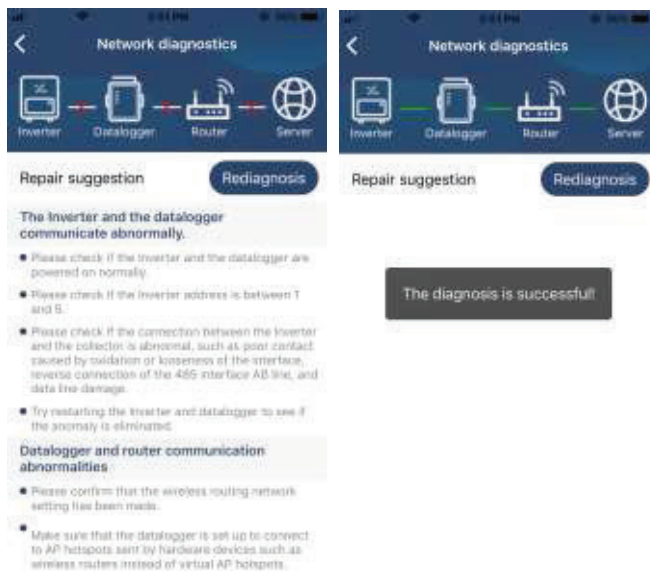 Network diagnostics
Inverter
Datalogger
Router
Server
Repair suggestion
Rediagnosis
The Inverter and the datalogger
communicate abnormally.
Please check if the Inverter and the datalogger are
powered on normally.
Please check if the inverter address is between 1
and 5.
Please check if the connection between the Inverter
and the collector is abnormal, such as poor contact
caused by oxidation or looseness of the interface,
reverse connection of the 485 interface AB line, and
data line damage.
Try restarting the Inverter and datalogger to see if
the anomaly is eliminated.
Datalogger and router communication
abnormalities
Please confirm that the wireless routing network
setting has been made.
Make sure that the datalogger is set up to connect
to AP hotspots sent by hardware devices such as
wireless routers instead of virtual AP hotspots.
Network diagnostics
Inverter
Datalogger
Router
Server
Repair suggestion
Rediagnosis
The diagnosis is successful!